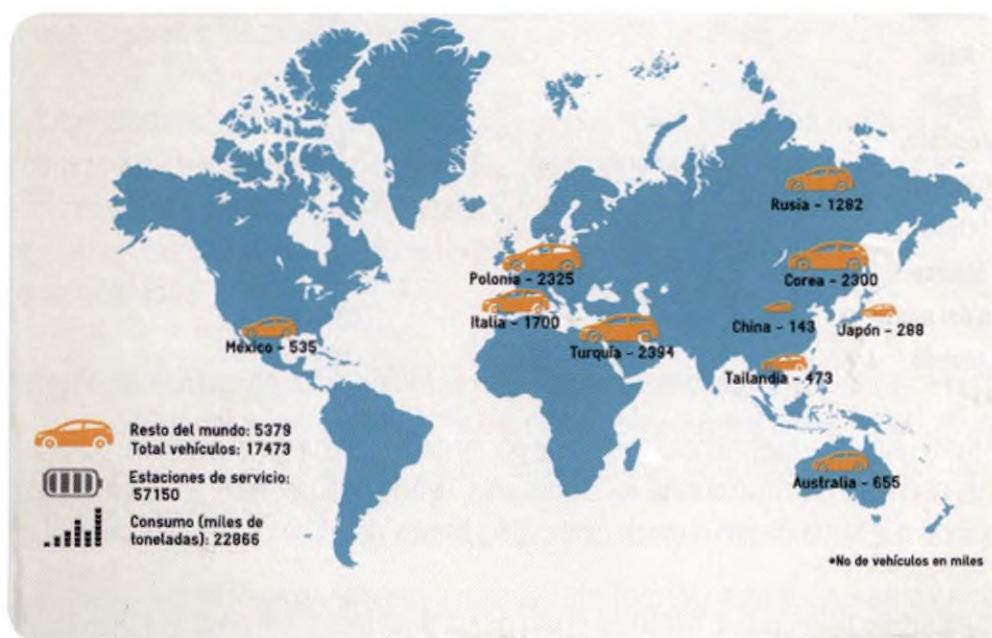 Rusia - 1282
Polonia - 2325
Corea - 2300
Italia - 1700
China - 143
Japón - 288
México - 535
Turquía - 2394
Tailandia - 473
Resto del mundo: 5379
Total vehículos: 17473
Australia - 655
Estaciones de servicio:
57150
Consumo (miles de
toneladas): 22866
*No de vehículos en miles